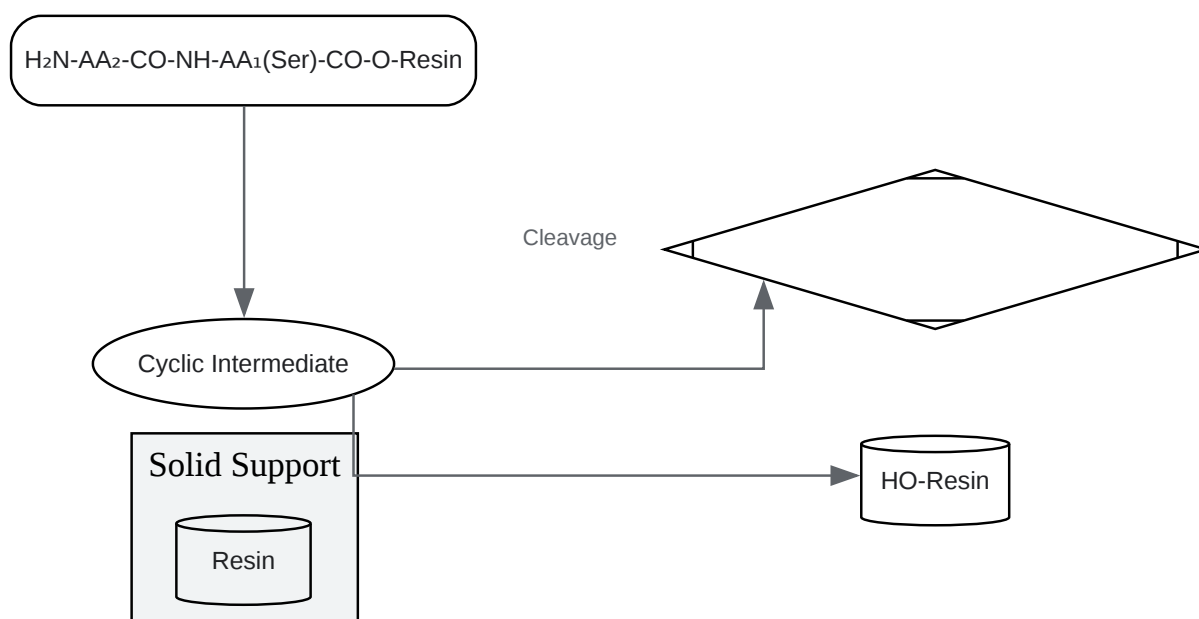 H₂N-AA₂-CO-NH-AA₁(Ser)-CO-O-Resin
Cleavage
Cyclic Intermediate
Solid Support
HO-Resin
Resin